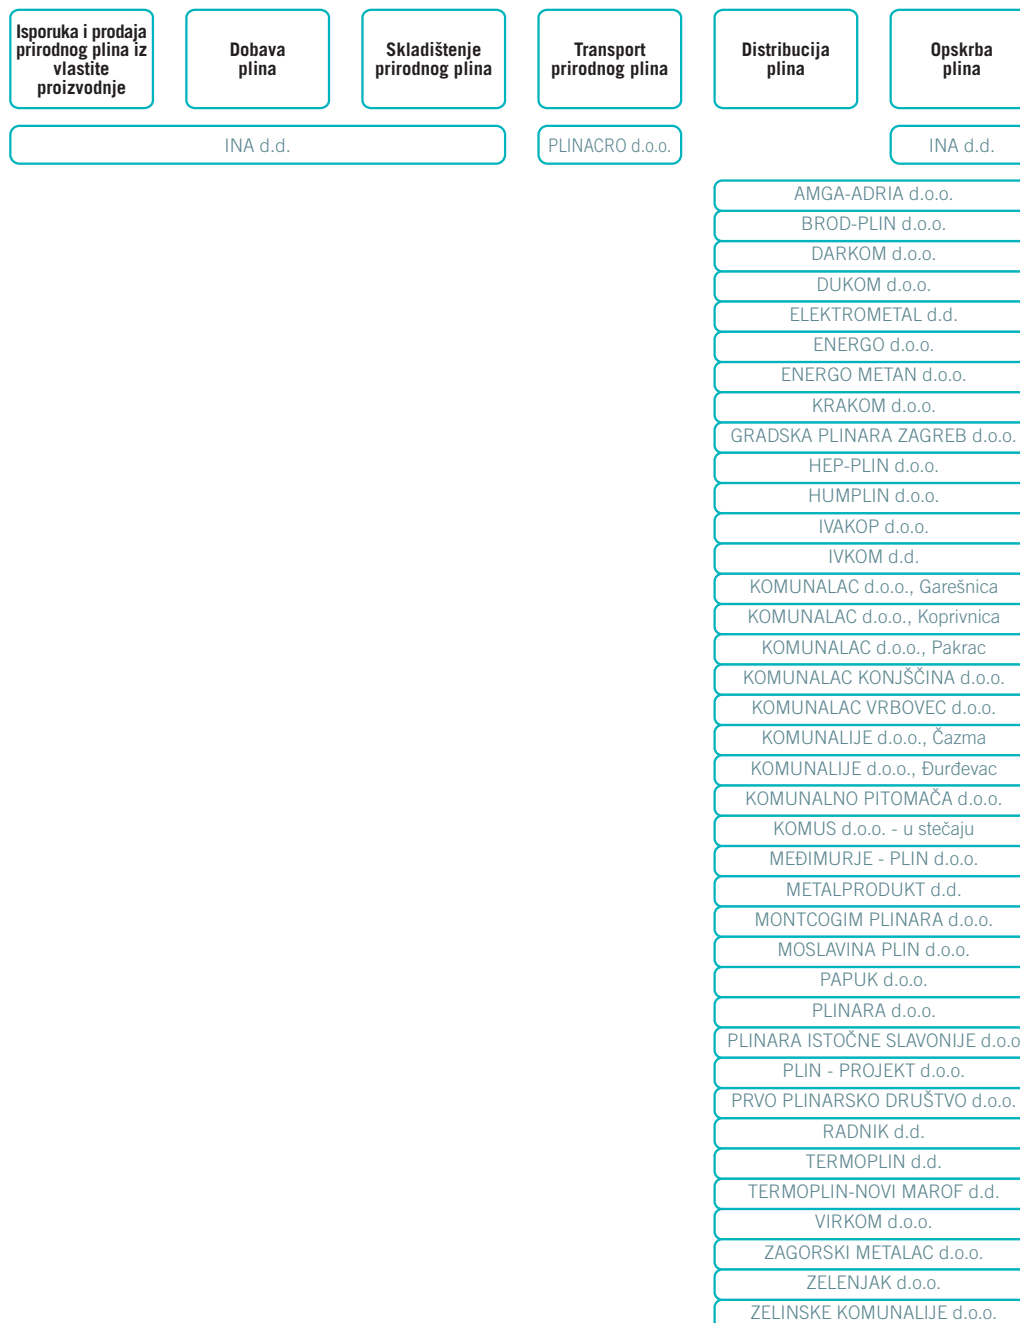 Isporuka i prodaja
prirodnog plina iz
vlastite
proizvodnje
Dobava
plina
Skladištenje
prirodnog plina
Transport
prirodnog plina
Distribucija
plina
Opskrba
plina
INA d.d.
PLINACRO d.o.o.
INA d.d.
AMGA-ADRIA d.o.o.
BROD-PLIN d.o.o.
DARKOM d.o.o.
DUKOM d.o.o.
ELEKTROMETAL d.d.
ENERGO d.o.o.
ENERGO METAN d.o.o.
KRAKOM d.o.o.
GRADSKA PLINARA ZAGREB d.o.o.
HEP-PLIN d.o.o.
HUMPLIN d.o.o.
IVAKOP d.o.o.
IVKOM d.d.
KOMUNALAC d.o.o., Garešnica
KOMUNALAC d.o.o., Koprivnica
KOMUNALAC d.o.o., Pakrac
KOMUNALAC KONJŠČINA d.o.o.
KOMUNALAC VRBOVEC d.o.o.
KOMUNALIJE d.o.o., Čazma
KOMUNALIJE d.o.o., Đurđevac
KOMUNALNO PITOMAČA d.o.o.
KOMUS d.o.o. - u stečaju
MEĐIMURJE - PLIN d.o.o.
METALPRODUKT d.d.
MONTCOGIM PLINARA d.o.o.
MOSLAVINA PLIN d.o.o.
PAPUK d.o.o.
PLINARA d.o.o.
PLINARA ISTOČNE SLAVONIJE d.o.o
PLIN - PROJEKT d.o.o.
PRVO PLINARSKO DRUŠTVO d.o.o.
RADNIK d.d.
TERMOPLIN d.d.
TERMOPLIN-NOVI MAROF d.d.
VIRKOM d.o.o.
ZAGORSKI METALAC d.o.o.
ZELENJAK d.o.o.
ZELINSKE KOMUNALIJE d.o.o.